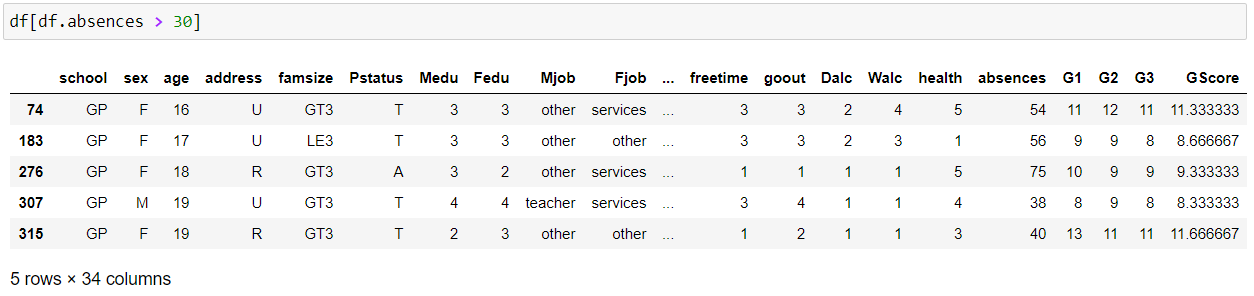 df[df.absences > 30]
school sex age address famsize Pstatus Medu Fedu Mjob Fjob ... freetime goout Dalc Walc health absences G1 G2 G3 GScore
74 GP F 16 U GT3 T 3 3 other services ... 3 3 2 4 5 54 11 12 11 11.333333
183 GP F 17 U LE3 T 3 3 other other ... 3 3 2 3 1 56 9 9 8 8.666667
276 GP F 18 R GT3 A 3 2 other services ... 1 1 1 1 5 75 10 9 9 9.333333
307 GP M 19 U GT3 T 4 4 teacher services ... 3 4 1 1 4 38 8 9 8 8.333333
315 GP F 19 R GT3 T 2 3 other other ... 1 2 1 1 3 40 13 11 11 11.666667
5 rows × 34 columns